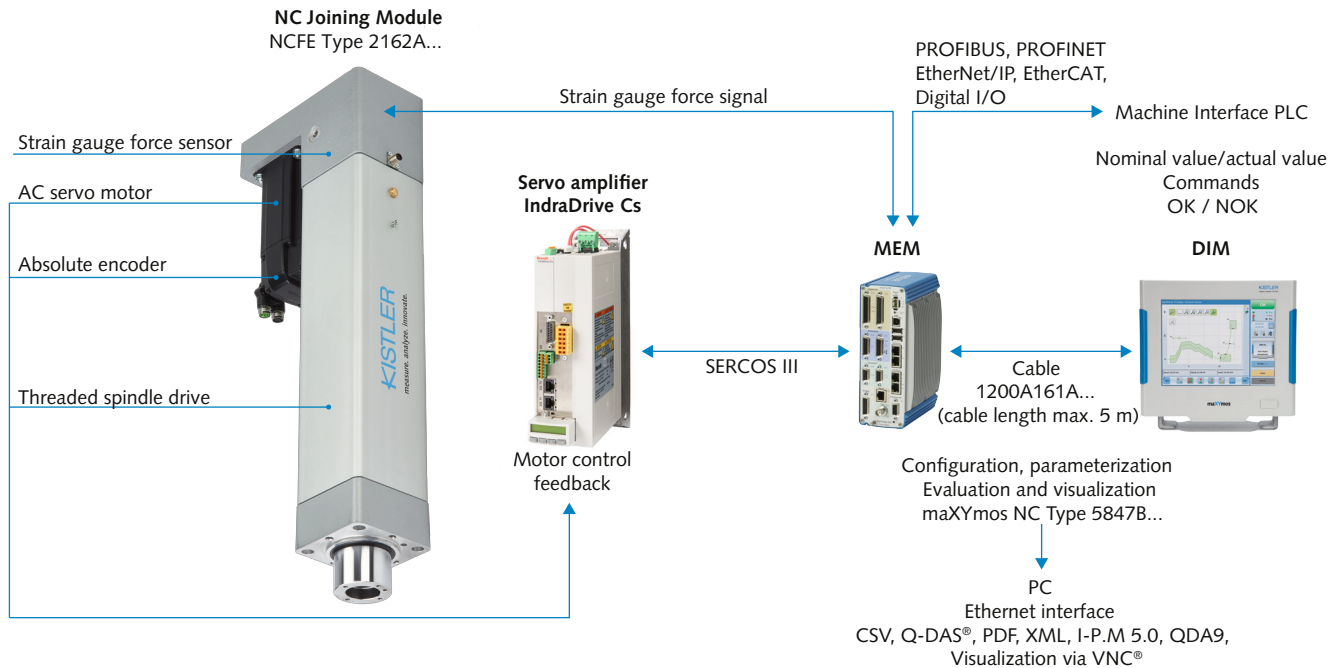 NC Joining Module
NCFE Type 2162A...
Strain gauge force sensor
AC servo motor
Absolute encoder
Threaded spindle drive
KISTLER
measure. analyze. innovate.
Strain gauge force signal
PROFIBUS, PROFINET
EtherNet/IP, EtherCAT,
Digital I/O
Machine Interface PLC
Nominal value/actual value
Commands
OK / NOK
Servo amplifier
IndraDrive Cs
Motor control
feedback
SERCOS III
MEM
DIM
KISTLER
maXYmos
Cable
1200A161A...
(cable length max. 5 m)
Configuration, parameterization
Evaluation and visualization
maXYmos NC Type 5847B...
PC
Ethernet interface
CSV, Q-DAS®, PDF, XML, I-P.M 5.0, QDA9,
Visualization via VNC®